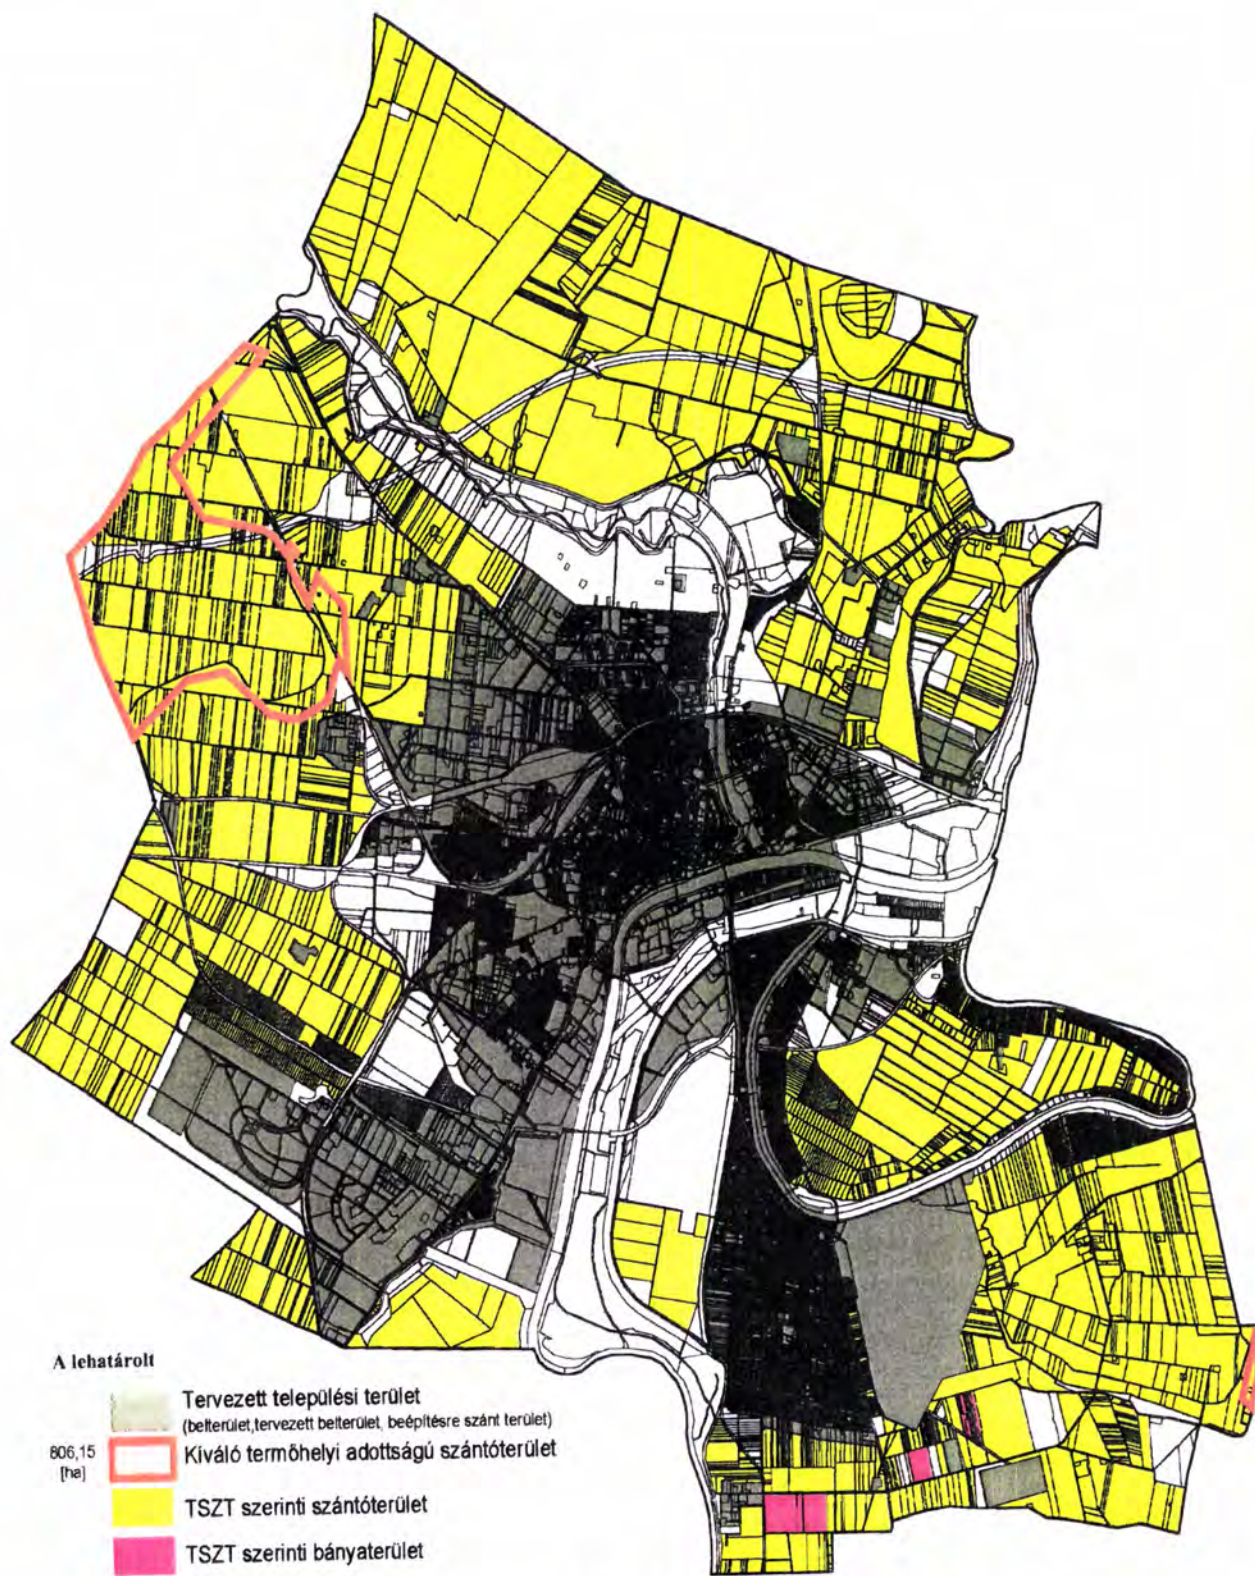 A lehatárolt
Tervezett települési terület
(belterület,tervezett belterület, beépítésre szánt terület)
806,15
[ha]
Kiváló termőhelyi adottságú szántóterület
TSZT szerinti szántóterület
TSZT szerinti bányaterület